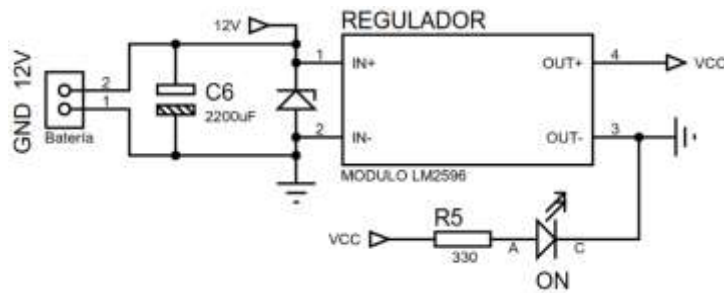 REGULADOR
12V
1
IN+
OUT+
4
VCC
GND 12V
2
1
Bateria
C6
2200uF
2
IN-
OUT-
3
MODULO LM2596
R5
VCC
330
A
C
ON